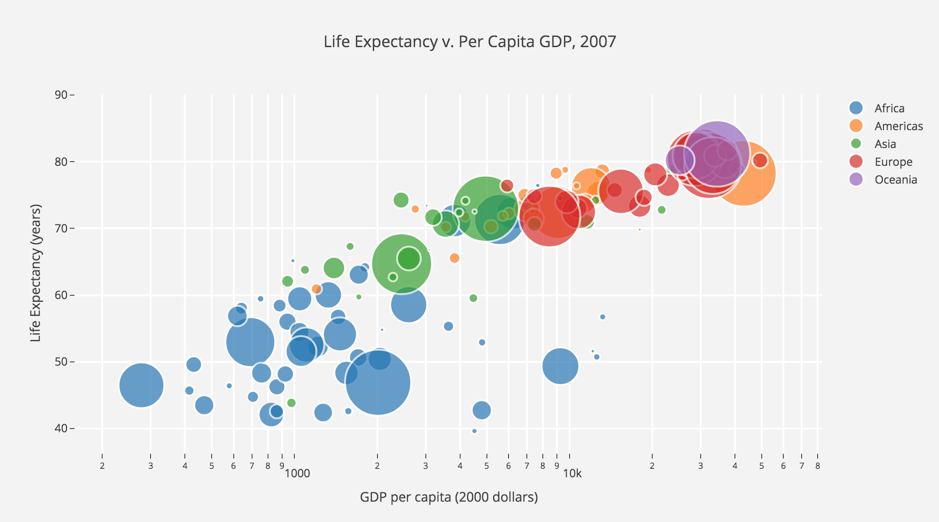 Life Expectancy v. Per Capita GDP, 2007
90
80
70
60
50
40
Life Expectancy (years)
2 3 4 5 6 7 8 9 1000 2 3 4 5 6 7 8 9 10k 2 3 4 5 6 7 8
GDP per capita (2000 dollars)
Africa
Americas
Asia
Europe
Oceania